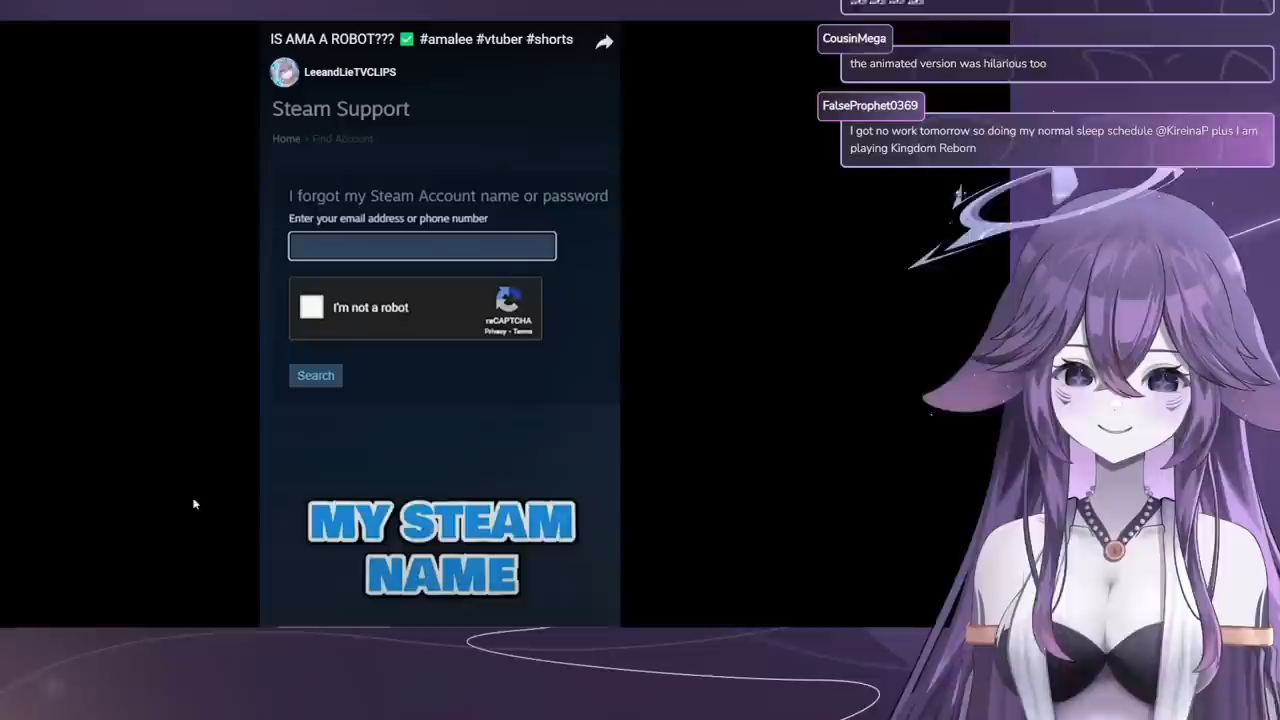 IS AMA A ROBOT??? ✅ #amalee #vtuber #shorts
LeeandLieTVCLIPS
Steam Support
Home > Find Account
I forgot my Steam Account name or password
Enter your email address or phone number
I'm not a robot
reCAPTCHA
Privacy - Terms
Search
MY STEAM
NAME
CousinMega
the animated version was hilarious too
FalseProphet0369
I got no work tomorrow so doing my normal sleep schedule @KireinaP plus I am
playing Kingdom Reborn